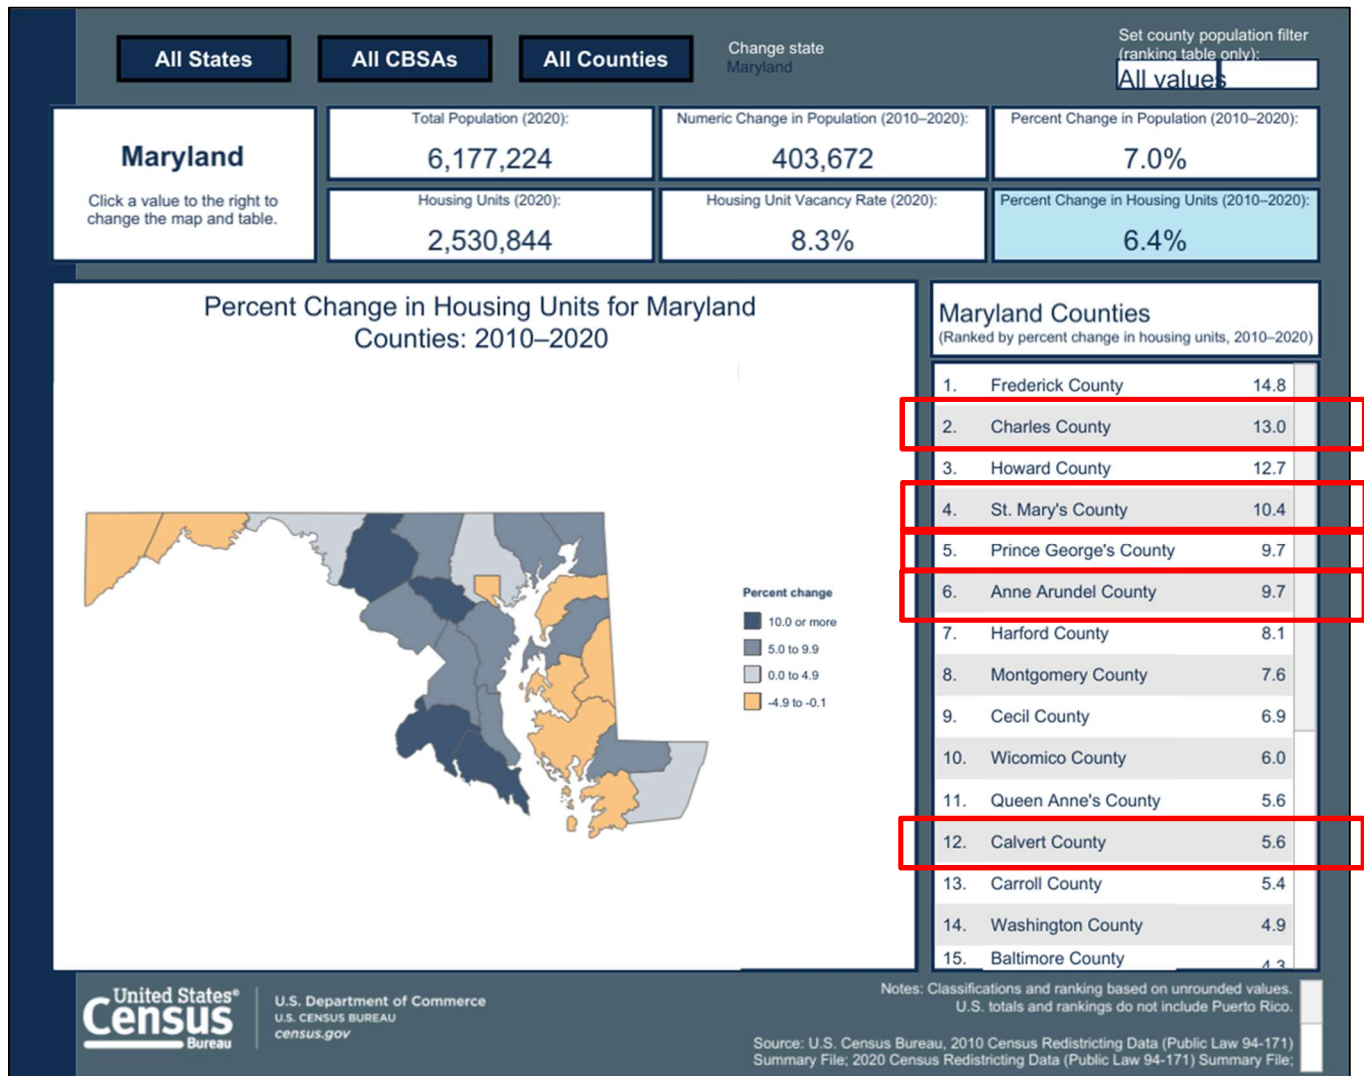 All States
All CBSAs
All Counties
Change state
Maryland
Set county population filter
(ranking table only):
All values
Maryland
Click a value to the right to
change the map and table.
Total Population (2020):
6,177,224
Numeric Change in Population (2010–2020):
403,672
Percent Change in Population (2010–2020):
7.0%
Housing Units (2020):
2,530,844
Housing Unit Vacancy Rate (2020):
8.3%
Percent Change in Housing Units (2010–2020):
6.4%
Percent Change in Housing Units for Maryland
Counties: 2010–2020
Percent change
10.0 or more
5.0 to 9.9
0.0 to 4.9
-4.9 to -0.1
Maryland Counties
(Ranked by percent change in housing units, 2010–2020)
1. Frederick County 14.8
2. Charles County 13.0
3. Howard County 12.7
4. St. Mary's County 10.4
5. Prince George's County 9.7
6. Anne Arundel County 9.7
7. Harford County 8.1
8. Montgomery County 7.6
9. Cecil County 6.9
10. Wicomico County 6.0
11. Queen Anne's County 5.6
12. Calvert County 5.6
13. Carroll County 5.4
14. Washington County 4.9
15. Baltimore County 4.3
United States®
Census
Bureau
U.S. Department of Commerce
U.S. CENSUS BUREAU
census.gov
Notes: Classifications and ranking based on unrounded values.
U.S. totals and rankings do not include Puerto Rico.
Source: U.S. Census Bureau, 2010 Census Redistricting Data (Public Law 94-171)
Summary File; 2020 Census Redistricting Data (Public Law 94-171) Summary File;